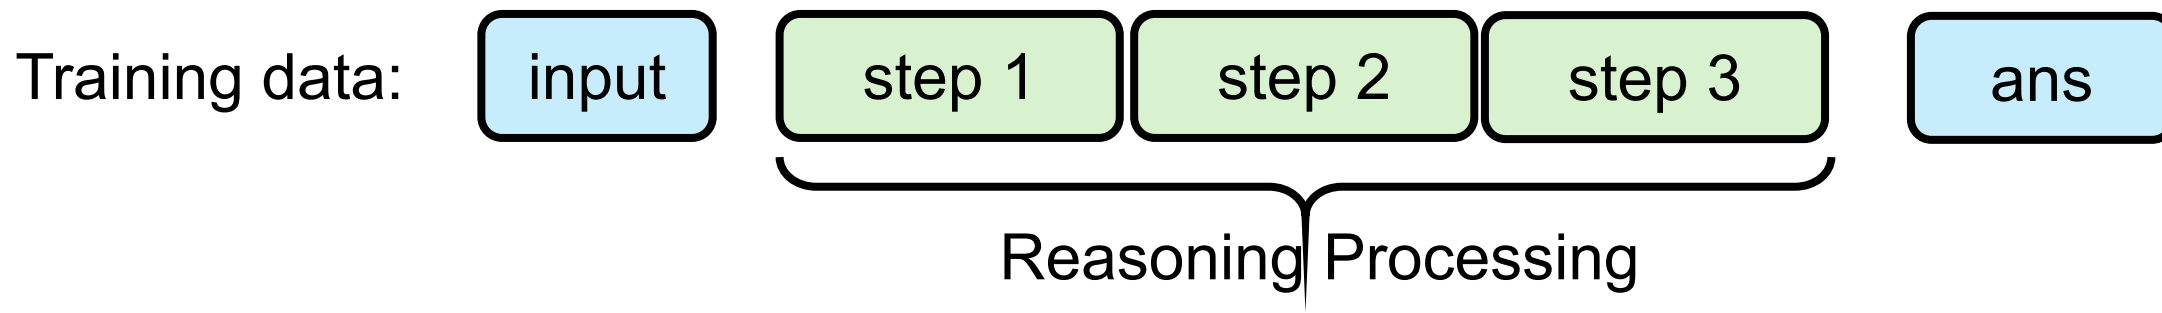 Training data: input step 1 step 2 step 3 ans
Reasoning Processing